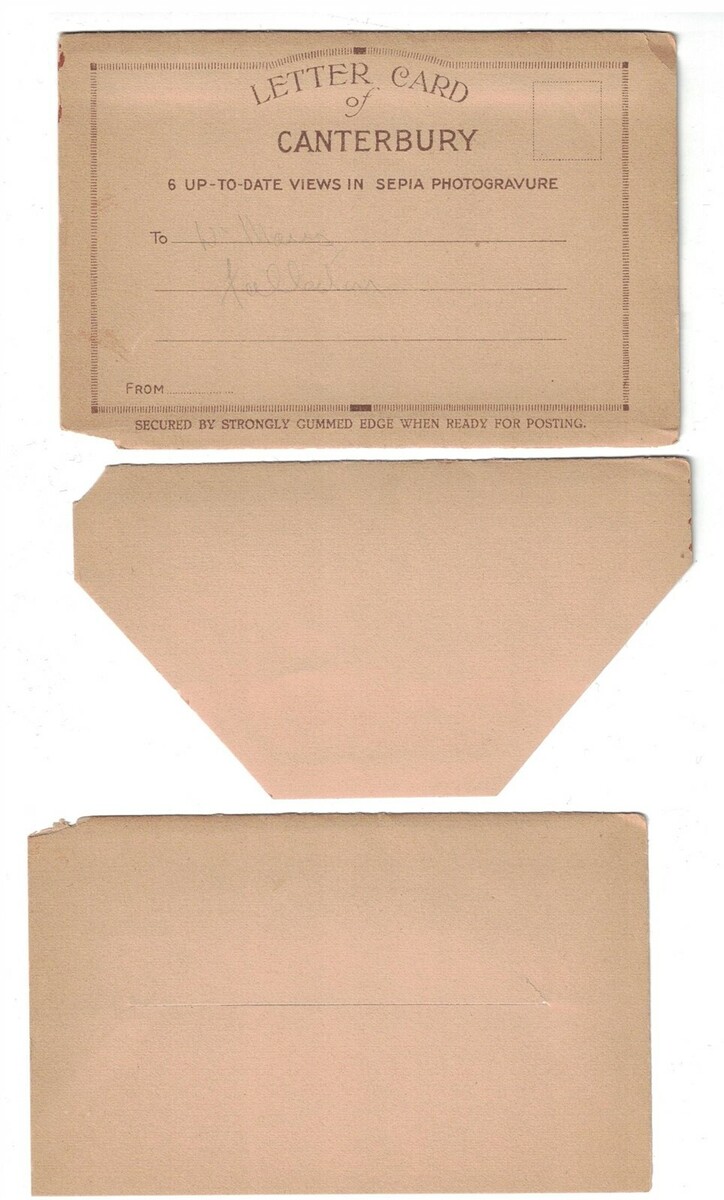 LETTER CARD
of
CANTERBURY
6 UP-TO-DATE VIEWS IN SEPIA PHOTOGRAVURE
To
FROM
SECURED BY STRONGLY GUMMED EDGE WHEN READY FOR POSTING.